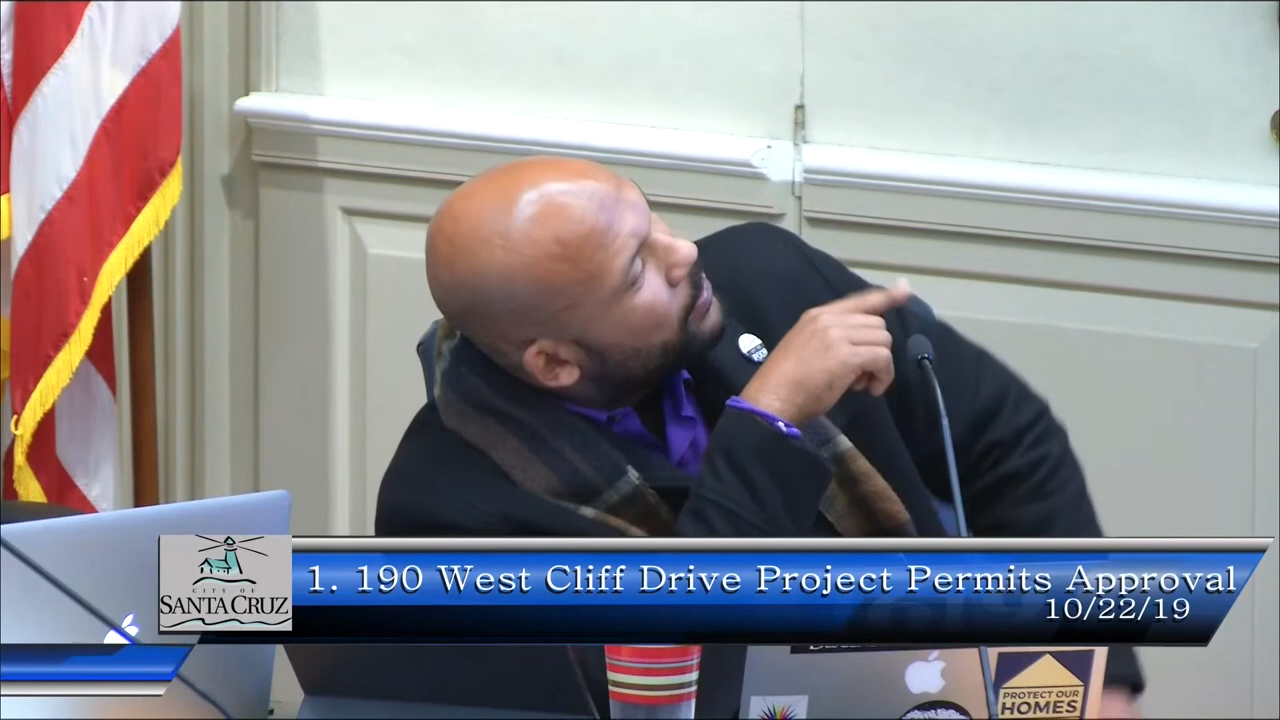 CITY OF
SANTA CRUZ
1. 190 West Cliff Drive Project Permits Approval
10/22/19
PROTECT OUR
HOMES